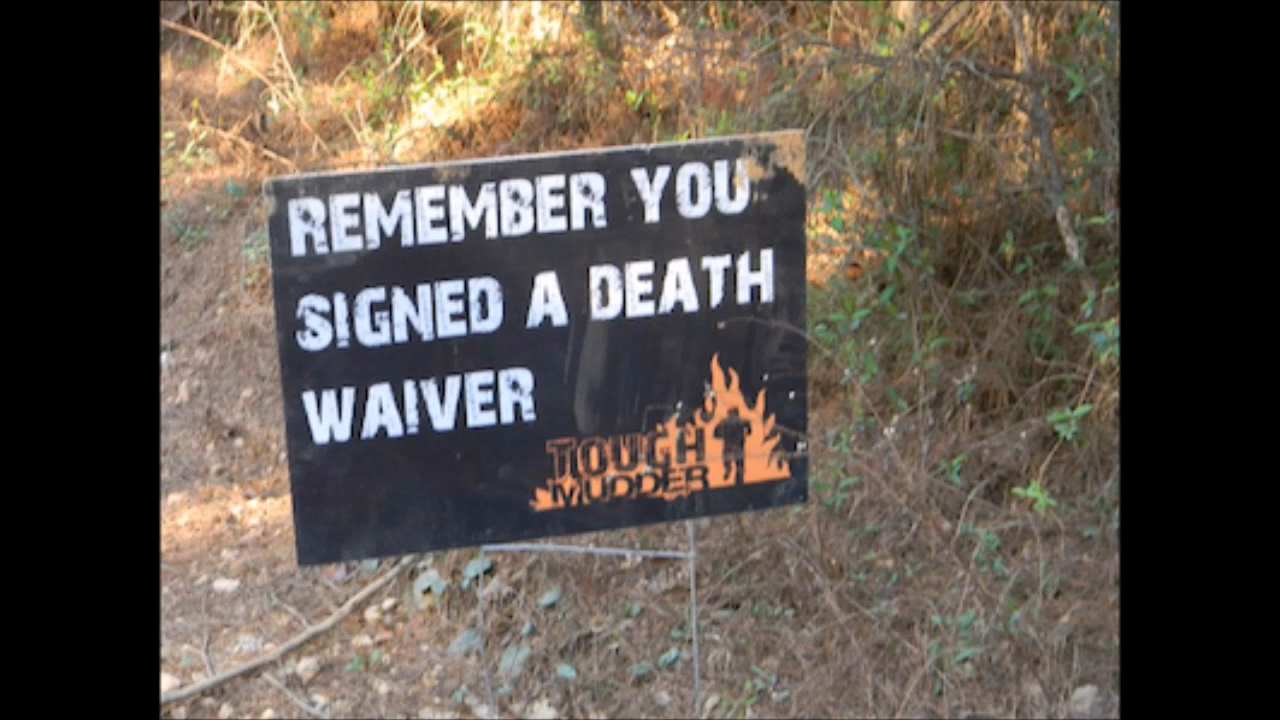 REMEMBER YOU
SIGNED A DEATH
WAIVER
TOUGH
MUDDER